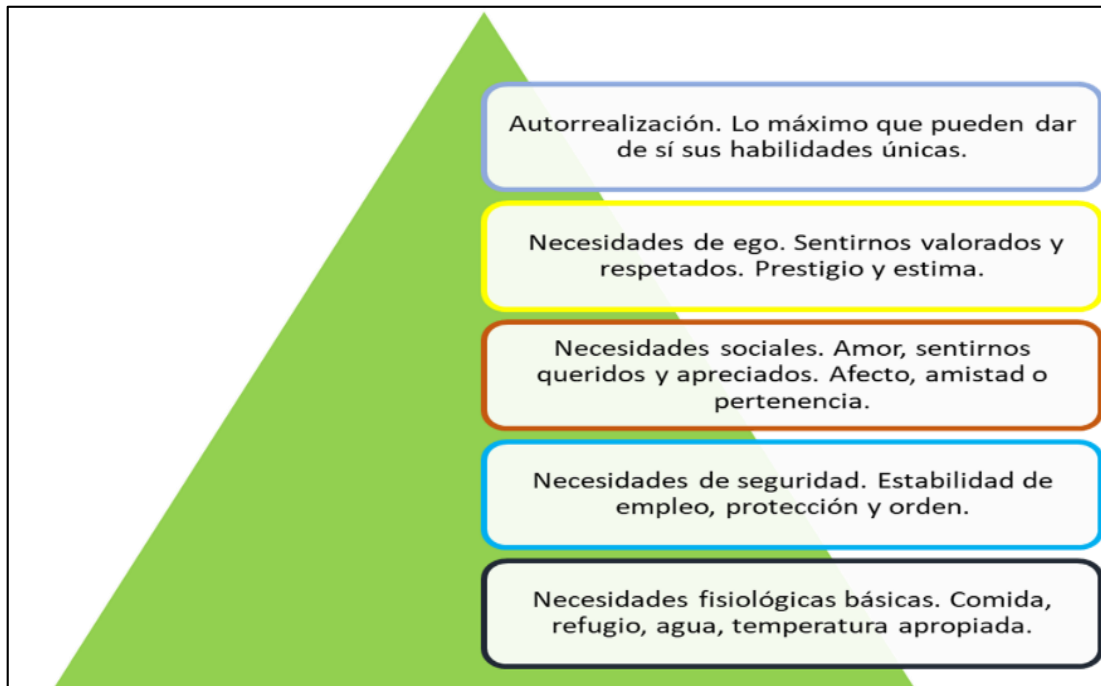 Autorrealización. Lo máximo que pueden dar
de sí sus habilidades únicas.
Necesidades de ego. Sentirnos valorados y
respetados. Prestigio y estima.
Necesidades sociales. Amor, sentirnos
queridos y apreciados. Afecto, amistad o
pertenencia.
Necesidades de seguridad. Estabilidad de
empleo, protección y orden.
Necesidades fisiológicas básicas. Comida,
refugio, agua, temperatura apropiada.